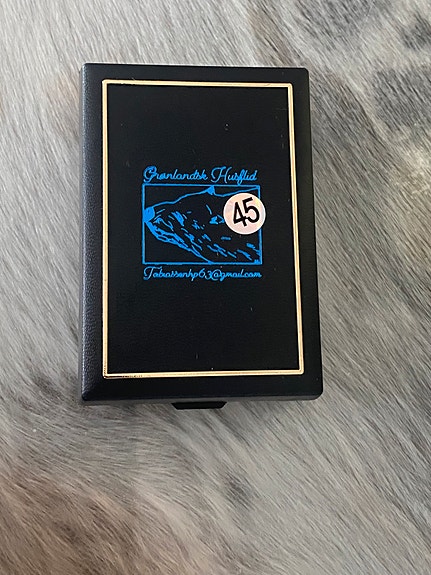 Grønlandsk Husflid
45
Tobiassenhp63@gmail.com